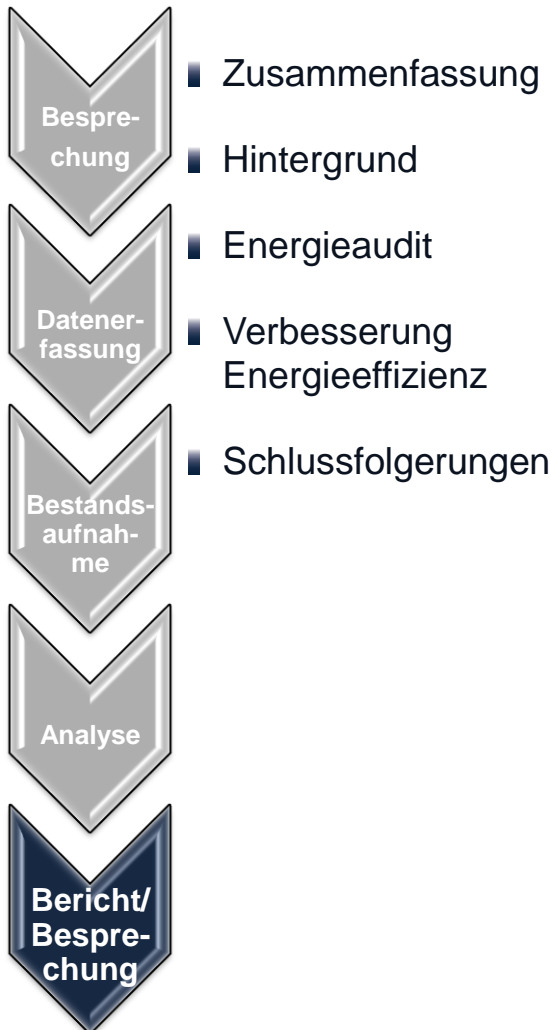 Bespre-
chung
Datener-
fassung
Bestands-
aufnah-
me
Analyse
Bericht/
Bespre-
chung
Zusammenfassung
Hintergrund
Energieaudit
Verbesserung
Energieeffizienz
Schlussfolgerungen